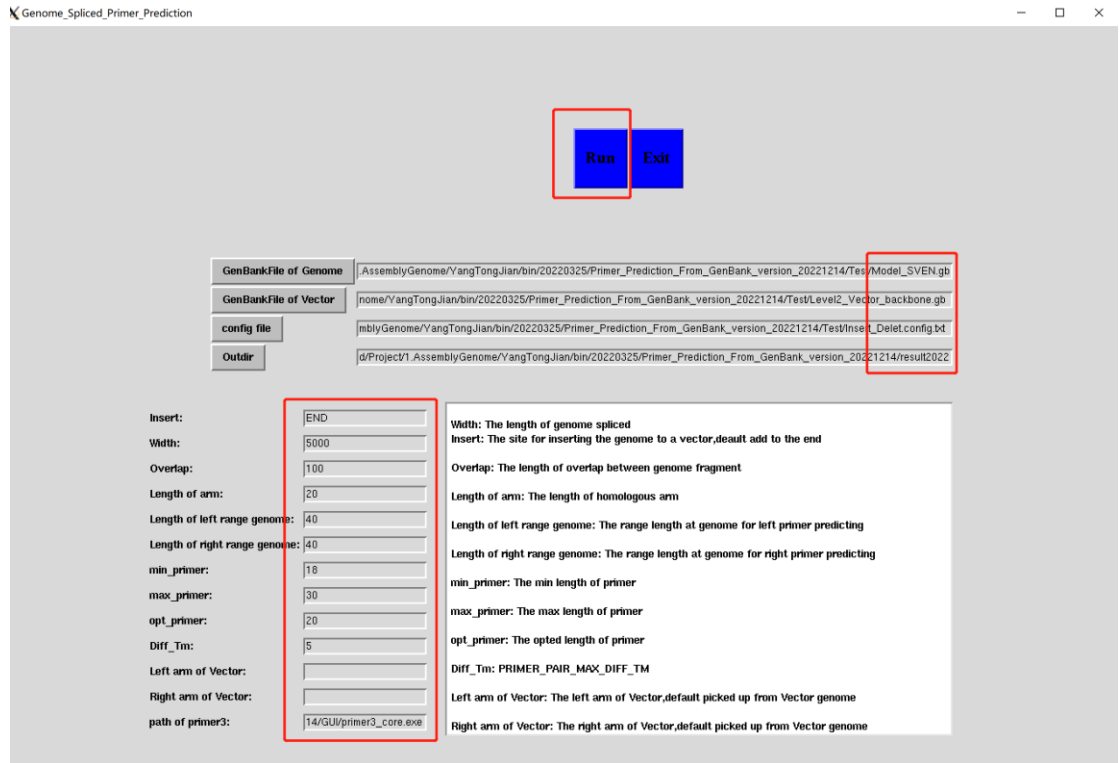 Genome_Spliced_Primer_Prediction
Run Exit
GenBankFile of Genome .AssemblyGenome/YangTongJian/bin/20220325/Primer_Prediction_From_GenBank_version_20221214/Test/Model_SVEN.gb
GenBankFile of Vector nome/YangTongJian/bin/20220325/Primer_Prediction_From_GenBank_version_20221214/Test/Level2_Vector_backbone.gb
config file mblyGenome/YangTongJian/bin/20220325/Primer_Prediction_From_GenBank_version_20221214/Test/Insert_Delet.config.txt
Outdir d/Project/1.AssemblyGenome/YangTongJian/bin/20220325/Primer_Prediction_From_GenBank_version_20221214/result2022
Insert: END
Width: 5000
Overlap: 100
Length of arm: 20
Length of left range genome: 40
Length of right range genome: 40
min_primer: 18
max_primer: 30
opt_primer: 20
Diff_Tm: 5
Left arm of Vector:
Right arm of Vector:
path of primer3: 14/GUI/primer3_core.exe
Width: The length of genome spliced
Insert: The site for inserting the genome to a vector,deault add to the end
Overlap: The length of overlap between genome fragment
Length of arm: The length of homologous arm
Length of left range genome: The range length at genome for left primer predicting
Length of right range genome: The range length at genome for right primer predicting
min_primer: The min length of primer
max_primer: The max length of primer
opt_primer: The opted length of primer
Diff_Tm: PRIMER_PAIR_MAX_DIFF_TM
Left arm of Vector: The left arm of Vector,default picked up from Vector genome
Right arm of Vector: The right arm of Vector,default picked up from Vector genome